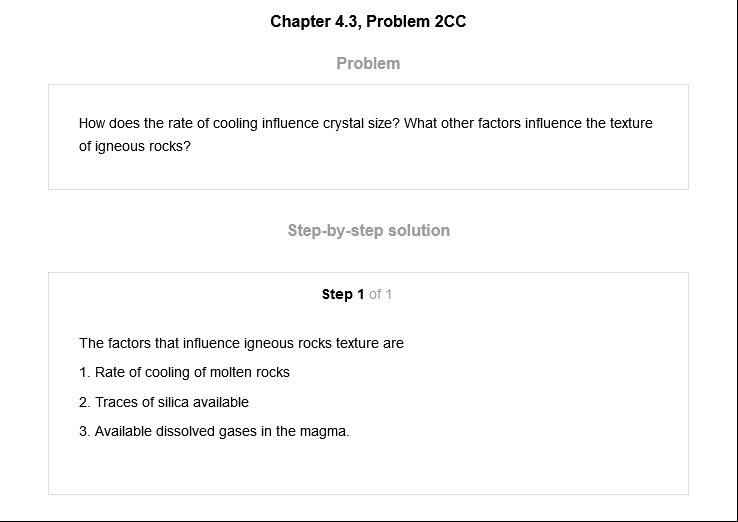 Chapter 4.3, Problem 2CC
Problem
How does the rate of cooling influence crystal size? What other factors influence the texture
of igneous rocks?
Step-by-step solution
Step 1 of 1
The factors that influence igneous rocks texture are
1. Rate of cooling of molten rocks
2. Traces of silica available
3. Available dissolved gases in the magma.